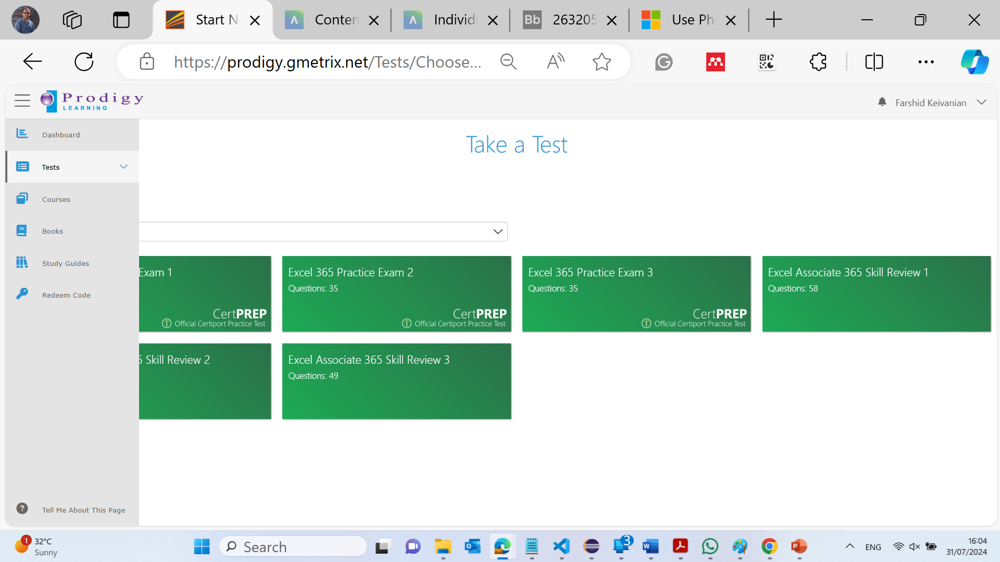 Start N
Conten
Individ
Bb
263205
Use Ph
https://prodigy.gmetrix.net/Tests/Choose...
Prodigy
LEARNING
Farshid Keivanian
Dashboard
Tests
Courses
Books
Study Guides
Redeem Code
Tell Me About This Page
Take a Test
Exam 1
CertPREP
Official Certiport Practice Test
Excel 365 Practice Exam 2
Questions: 35
CertPREP
Official Certiport Practice Test
Excel 365 Practice Exam 3
Questions: 35
CertPREP
Official Certiport Practice Test
Excel Associate 365 Skill Review 1
Questions: 58
5 Skill Review 2
Excel Associate 365 Skill Review 3
Questions: 49
1
32°C
Sunny
Search
3
ENG
16:04
31/07/2024